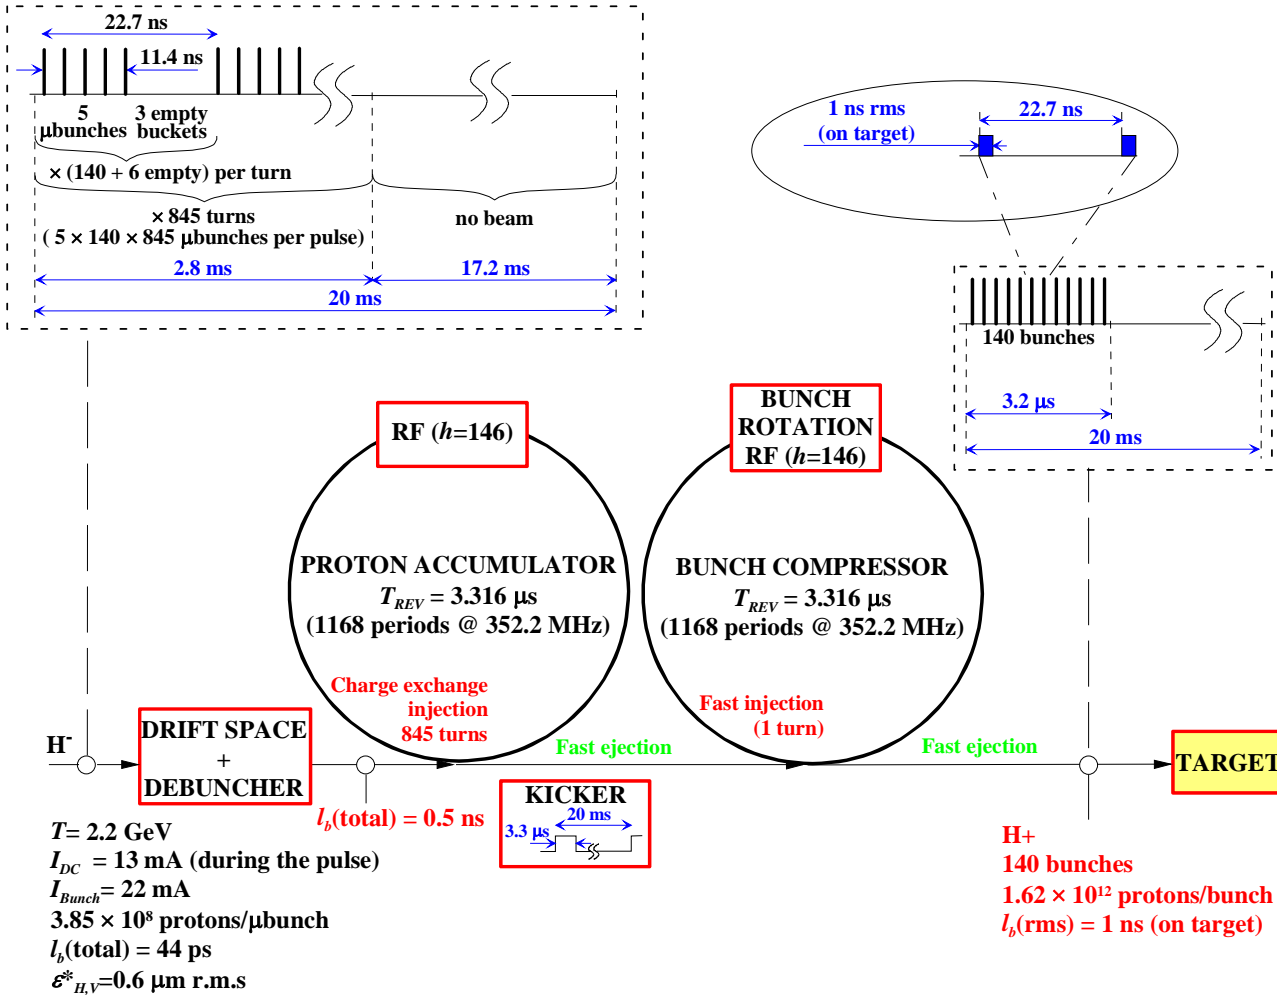 22.7 ns
11.4 ns
5
μbunches
3 empty
buckets
× (140 + 6 empty) per turn
× 845 turns
( 5 × 140 × 845 μbunches per pulse)
no beam
2.8 ms
17.2 ms
20 ms
1 ns rms
(on target)
22.7 ns
140 bunches
3.2 μs
20 ms
RF (h=146)
BUNCH
ROTATION
RF (h=146)
PROTON ACCUMULATOR
T_REV = 3.316 μs
(1168 periods @ 352.2 MHz)
BUNCH COMPRESSOR
T_REV = 3.316 μs
(1168 periods @ 352.2 MHz)
Charge exchange
injection
845 turns
Fast injection
(1 turn)
Fast ejection
Fast ejection
H⁻
DRIFT SPACE
+
DEBUNCHER
TARGET
l_b(total) = 0.5 ns
KICKER
20 ms
3.3 μs
T= 2.2 GeV
I_DC = 13 mA (during the pulse)
I_Bunch= 22 mA
3.85 × 10⁸ protons/μbunch
l_b(total) = 44 ps
ε*_H,V=0.6 μm r.m.s
H+
140 bunches
1.62 × 10¹² protons/bunch
l_b(rms) = 1 ns (on target)